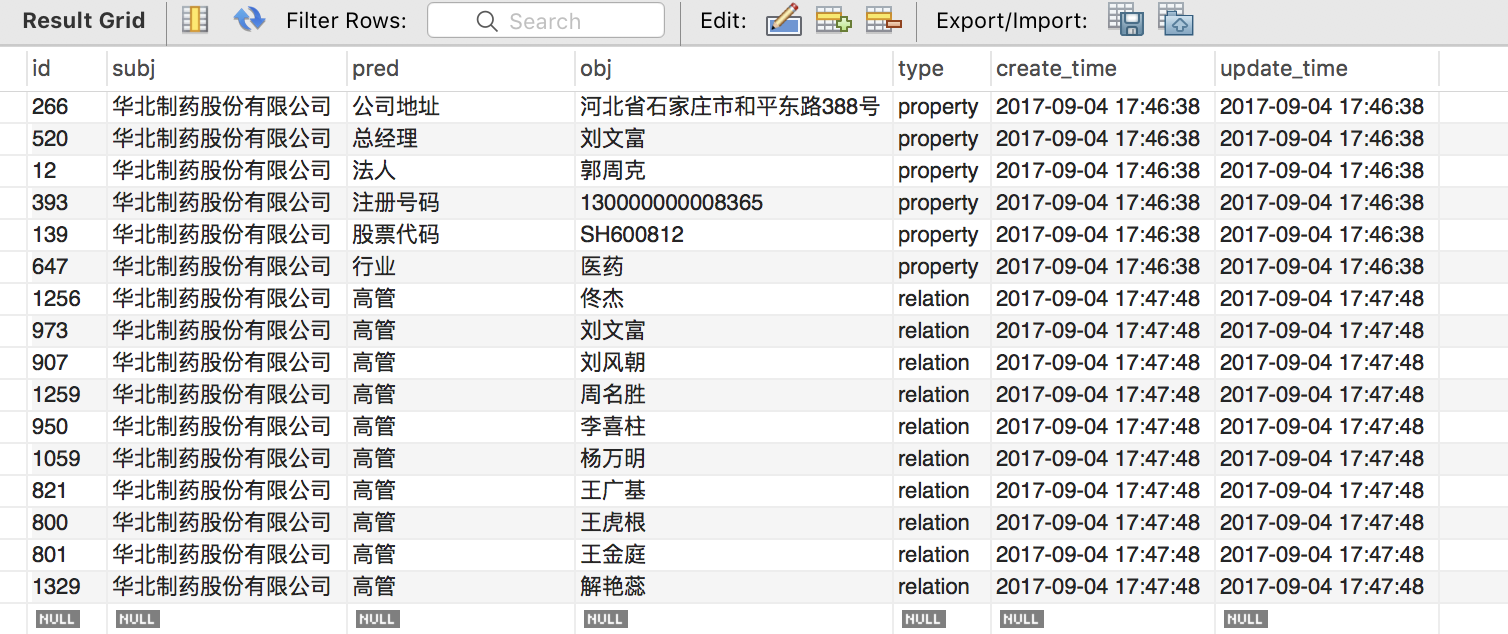 Result Grid Filter Rows: Search Edit: Export/Import:
id subj pred obj type create_time update_time
266 华北制药股份有限公司 公司地址 河北省石家庄市和平东路388号 property 2017-09-04 17:46:38 2017-09-04 17:46:38
520 华北制药股份有限公司 总经理 刘文富 property 2017-09-04 17:46:38 2017-09-04 17:46:38
12 华北制药股份有限公司 法人 郭周克 property 2017-09-04 17:46:38 2017-09-04 17:46:38
393 华北制药股份有限公司 注册号码 130000000008365 property 2017-09-04 17:46:38 2017-09-04 17:46:38
139 华北制药股份有限公司 股票代码 SH600812 property 2017-09-04 17:46:38 2017-09-04 17:46:38
647 华北制药股份有限公司 行业 医药 property 2017-09-04 17:46:38 2017-09-04 17:46:38
1256 华北制药股份有限公司 高管 佟杰 relation 2017-09-04 17:47:48 2017-09-04 17:47:48
973 华北制药股份有限公司 高管 刘文富 relation 2017-09-04 17:47:48 2017-09-04 17:47:48
907 华北制药股份有限公司 高管 刘风朝 relation 2017-09-04 17:47:48 2017-09-04 17:47:48
1259 华北制药股份有限公司 高管 周名胜 relation 2017-09-04 17:47:48 2017-09-04 17:47:48
950 华北制药股份有限公司 高管 李喜柱 relation 2017-09-04 17:47:48 2017-09-04 17:47:48
1059 华北制药股份有限公司 高管 杨万明 relation 2017-09-04 17:47:48 2017-09-04 17:47:48
821 华北制药股份有限公司 高管 王广基 relation 2017-09-04 17:47:48 2017-09-04 17:47:48
800 华北制药股份有限公司 高管 王虎根 relation 2017-09-04 17:47:48 2017-09-04 17:47:48
801 华北制药股份有限公司 高管 王金庭 relation 2017-09-04 17:47:48 2017-09-04 17:47:48
1329 华北制药股份有限公司 高管 解艳蕊 relation 2017-09-04 17:47:48 2017-09-04 17:47:48
NULL NULL NULL NULL NULL NULL NULL